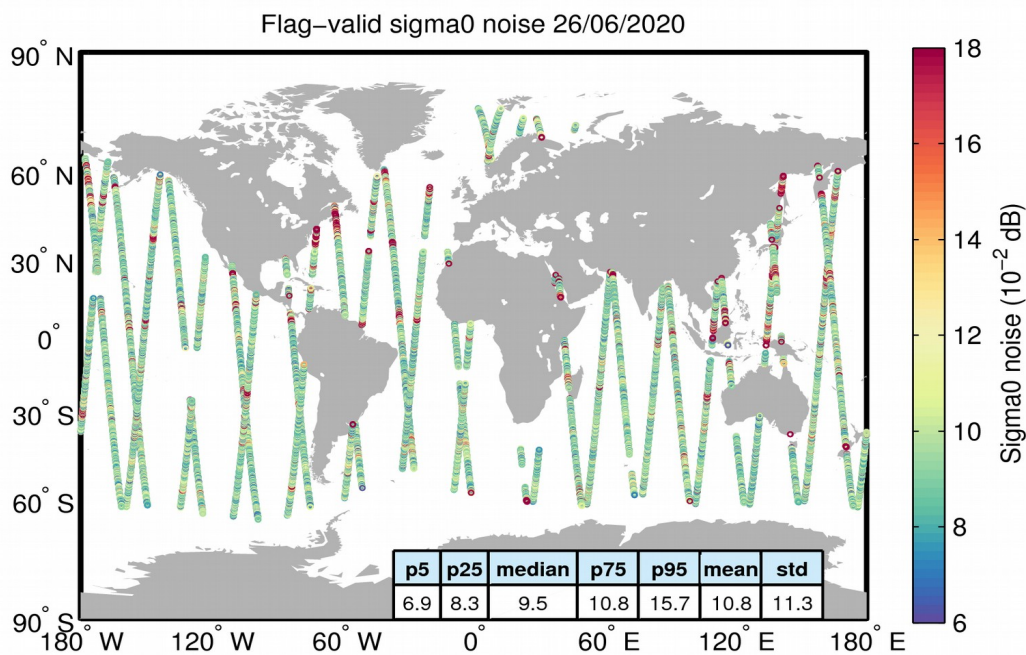 Flag−valid sigma0 noise 26/06/2020
90° N
60° N
30° N
0°
30° S
60° S
90° S
180° W
120° W
60° W
0°
60° E
120° E
180° E
p5 p25 median p75 p95 mean std
6.9 8.3 9.5 10.8 15.7 10.8 11.3
18
16
14
12
10
8
6
Sigma0 noise (10⁻² dB)